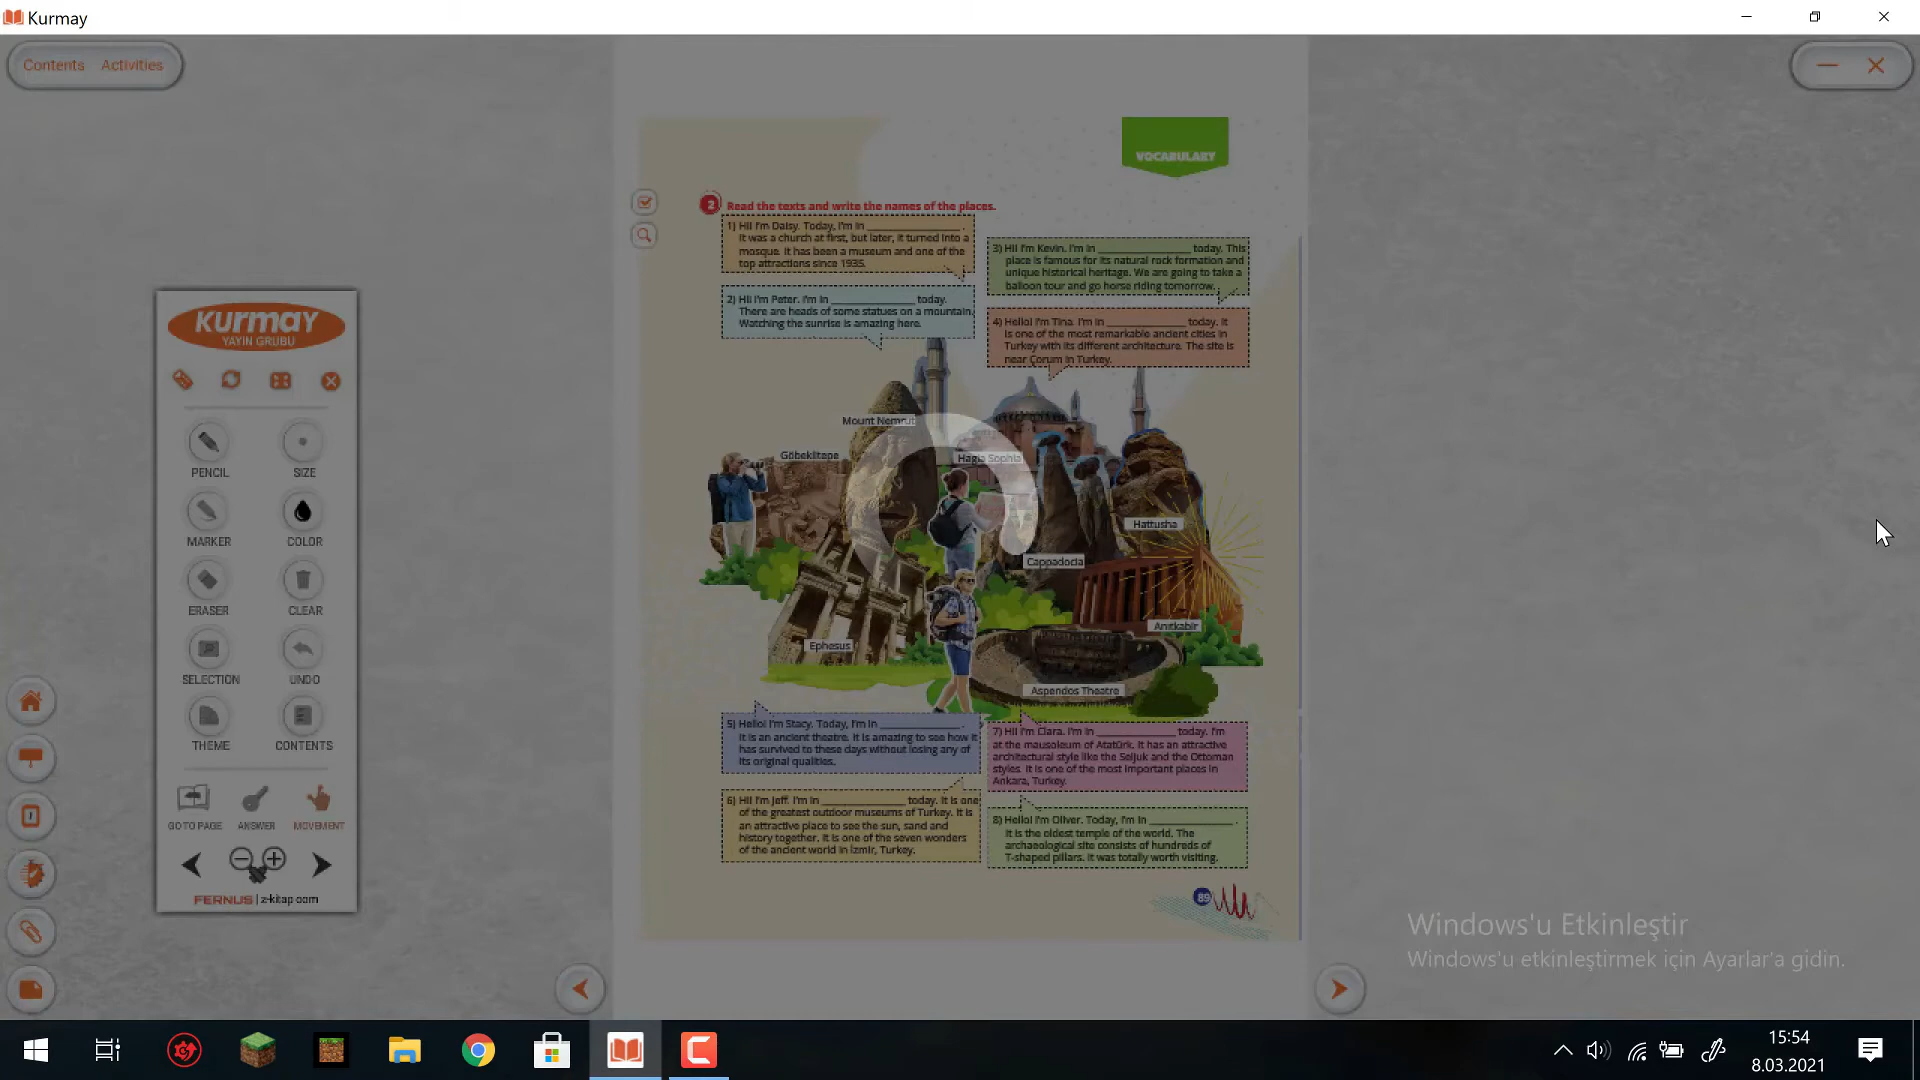 Kurmay
Contents Activities
VOCABULARY
2 Read the texts and write the names of the places.
1) Hi! I'm Daisy. Today, I'm in ________________ .
It was a church at first, but later, it turned into a
mosque. It has been a museum and one of the
top attractions since 1935.
2) Hi! I'm Peter. I'm in ________________ today.
There are heads of some statues on a mountain.
Watching the sunrise is amazing here.
3) Hi! I'm Kevin. I'm in ________________ today. This
place is famous for its natural rock formation and
unique historical heritage. We are going to take a
balloon tour and go horse riding tomorrow.
4) Hello! I'm Tina. I'm in ________________ today. It
is one of the most remarkable ancient cities in
Turkey with its different architecture. The site is
near Çorum in Turkey.
Mount Nemrut
Göbeklitepe
Hagia Sophia
Hattusha
Cappadocia
Anıtkabir
Ephesus
Aspendos Theatre
5) Hello! I'm Stacy. Today, I'm in ________________ .
It is an ancient theatre. It is amazing to see how it
has survived to these days without losing any of
its original qualities.
6) Hi! I'm Jeff. I'm in ________________ today. It is one
of the greatest outdoor museums of Turkey. It is
an attractive place to see the sun, sand and
history together. It is one of the seven wonders
of the ancient world in İzmir, Turkey.
7) Hi! I'm Clara. I'm in ________________ today. I'm
at the mausoleum of Atatürk. It has an attractive
architectural style like the Seljuk and the Ottoman
styles. It is one of the most important places in
Ankara, Turkey.
8) Hello! I'm Oliver. Today, I'm in ________________ .
It is the oldest temple of the world. The
archaeological site consists of hundreds of
T-shaped pillars. It was totally worth visiting.
89
KURMAY
YAYIN GRUBU
PENCIL SIZE
MARKER COLOR
ERASER CLEAR
SELECTION UNDO
THEME CONTENTS
GO TO PAGE ANSWER MOVEMENT
FERNUS | z-kitap.com
Windows'u Etkinleştir
Windows'u etkinleştirmek için Ayarlar'a gidin.
15:54
8.03.2021